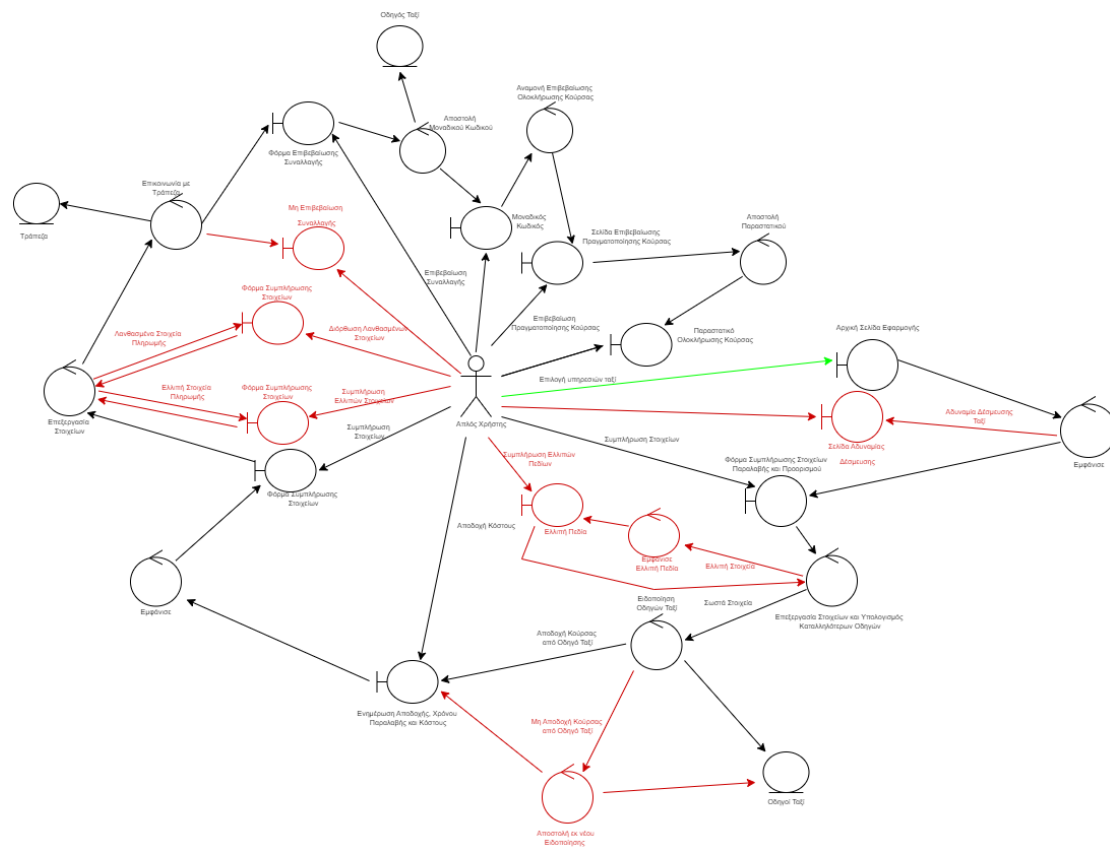 Οδηγός Ταξί
Αναμονή Επιβεβαίωσης
Ολοκλήρωσης Κούρσας
Αποστολή
Μοναδικού Κωδικού
Φόρμα Επιβεβαίωσης
Συναλλαγής
Επικοινωνία με
Τράπεζα
Τράπεζα
Μη Επιβεβαίωση
Συναλλαγής
Μοναδικός
Κωδικός
Σελίδα Επιβεβαίωσης
Πραγματοποίησης Κούρσας
Αποστολή
Παραστατικού
Επιβεβαίωση
Συναλλαγής
Φόρμα Συμπλήρωσης
Στοιχείων
Επιβεβαίωση
Πραγματοποίησης Κούρσας
Παραστατικό
Ολοκλήρωσης Κούρσας
Αρχική Σελίδα Εφαρμογής
Λανθασμένα Στοιχεία
Πληρωμής
Διόρθωση Λανθασμένων
Στοιχείων
Επιλογή υπηρεσιών ταξί
Ελλιπή Στοιχεία
Πληρωμής
Φόρμα Συμπλήρωσης
Στοιχείων
Συμπλήρωση
Ελλιπών Στοιχείων
Απλός Χρήστης
Επεξεργασία
Στοιχείων
Συμπλήρωση
Στοιχείων
Συμπλήρωση Στοιχείων
Σελίδα Αδυναμίας
Δέσμευσης
Αδυναμία Δέσμευσης
Ταξί
Εμφάνισε
Συμπλήρωση Ελλιπών
Πεδίων
Φόρμα Συμπλήρωσης Στοιχείων
Παραλαβής και Προορισμού
Φόρμα Συμπλήρωσης
Στοιχείων
Αποδοχή Κόστους
Ελλιπή Πεδία
Εμφάνισε
Ελλιπή Πεδία
Ελλιπή Στοιχεία
Εμφάνισε
Ειδοποίηση
Οδηγών Ταξί
Σωστά Στοιχεία
Επεξεργασία Στοιχείων και Υπολογισμός
Καταλληλότερων Οδηγών
Αποδοχή Κούρσας
από Οδηγό Ταξί
Ενημέρωση Αποδοχής, Χρόνου
Παραλαβής και Κόστους
Μη Αποδοχή Κούρσας
από Οδηγό Ταξί
Οδηγοί Ταξί
Αποστολή εκ νέου
Ειδοποίησης